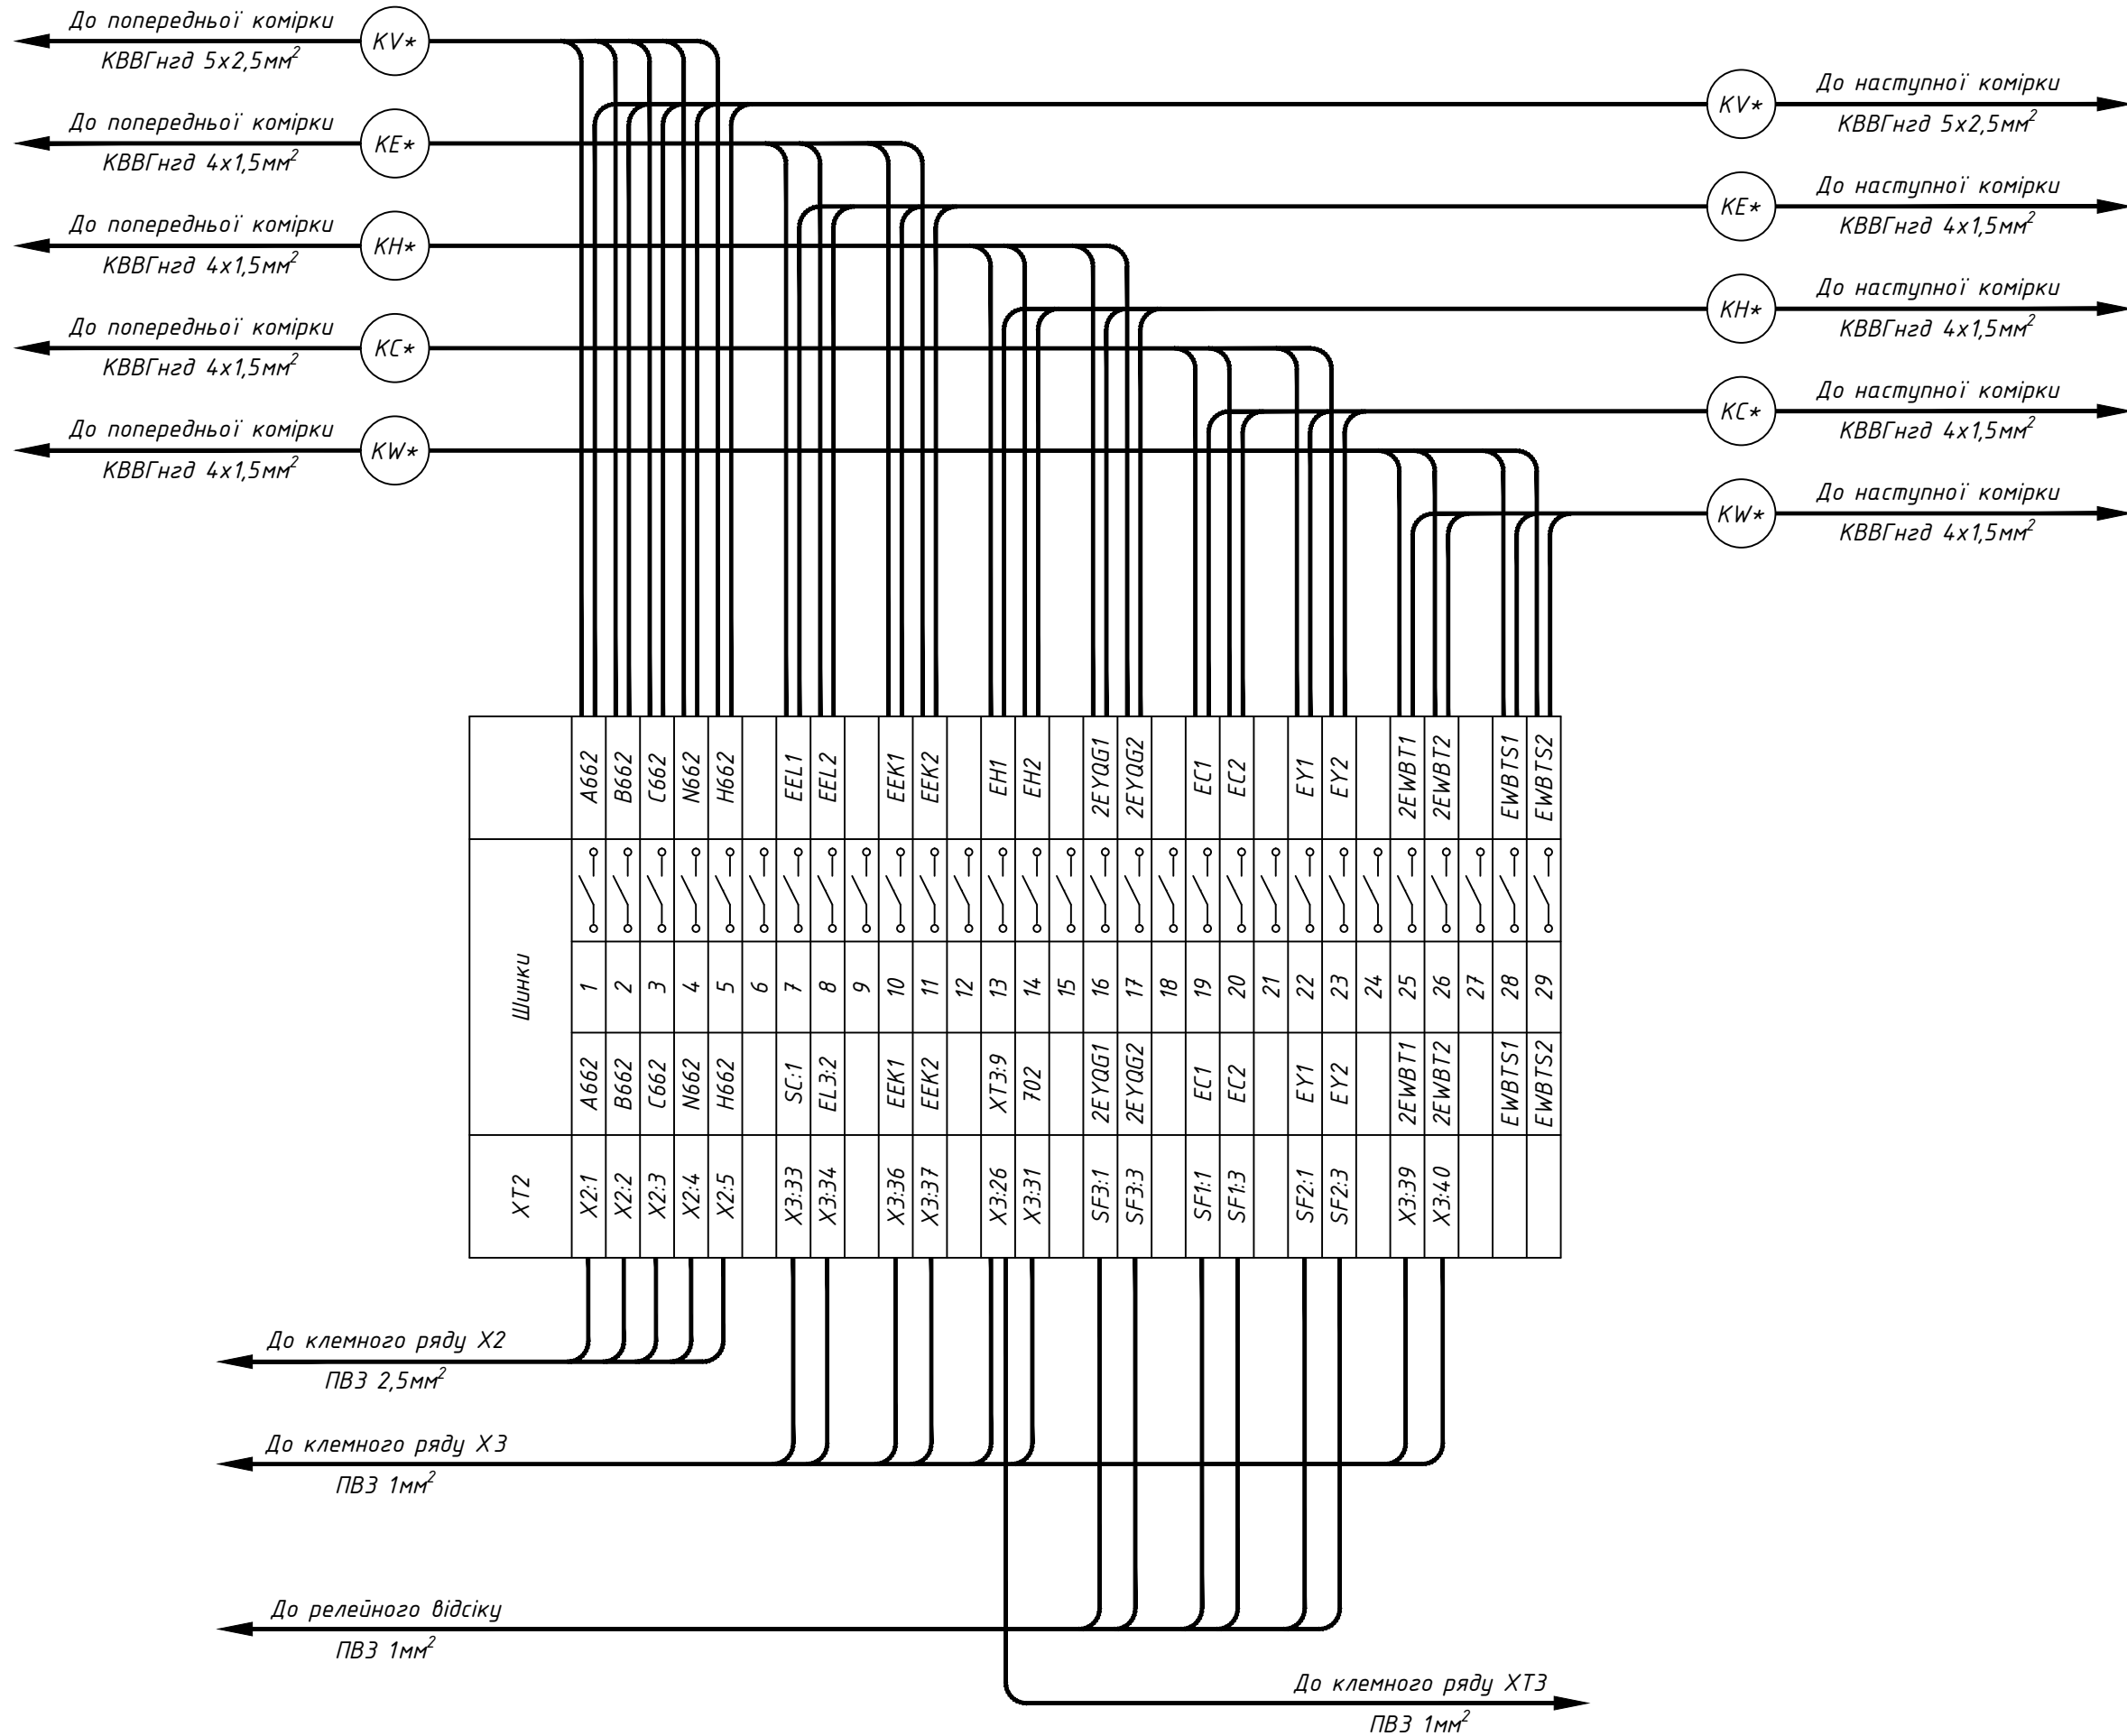 До попередньої комірки
KV*
КВВГнгд 5x2,5мм²
До наступної комірки
KV*
КВВГнгд 5x2,5мм²
До попередньої комірки
KE*
КВВГнгд 4x1,5мм²
До наступної комірки
KE*
КВВГнгд 4x1,5мм²
До попередньої комірки
KH*
КВВГнгд 4x1,5мм²
До наступної комірки
KH*
КВВГнгд 4x1,5мм²
До попередньої комірки
KC*
КВВГнгд 4x1,5мм²
До наступної комірки
KC*
КВВГнгд 4x1,5мм²
До попередньої комірки
KW*
КВВГнгд 4x1,5мм²
До наступної комірки
KW*
КВВГнгд 4x1,5мм²
A662 B662 C662 N662 H662 EEL1 EEL2 EEK1 EEK2 EH1 EH2 2EYQG1 2EYQG2 EC1 EC2 EY1 EY2 2EWBT1 2EWBT2 EWBTS1 EWBTS2
Шинки
1 2 3 4 5 6 7 8 9 10 11 12 13 14 15 16 17 18 19 20 21 22 23 24 25 26 27 28 29
A662 B662 C662 N662 H662 SC:1 EL3:2 EEK1 EEK2 XT3:9 702 2EYQG1 2EYQG2 EC1 EC2 EY1 EY2 2EWBT1 2EWBT2 EWBTS1 EWBTS2
XT2
X2:1 X2:2 X2:3 X2:4 X2:5 X3:33 X3:34 X3:36 X3:37 X3:26 X3:31 SF3:1 SF3:3 SF1:1 SF1:3 SF2:1 SF2:3 X3:39 X3:40
До клемного ряду X2
ПВ3 2,5мм²
До клемного ряду X3
ПВ3 1мм²
До релейного відсіку
ПВ3 1мм²
До клемного ряду XT3
ПВ3 1мм²